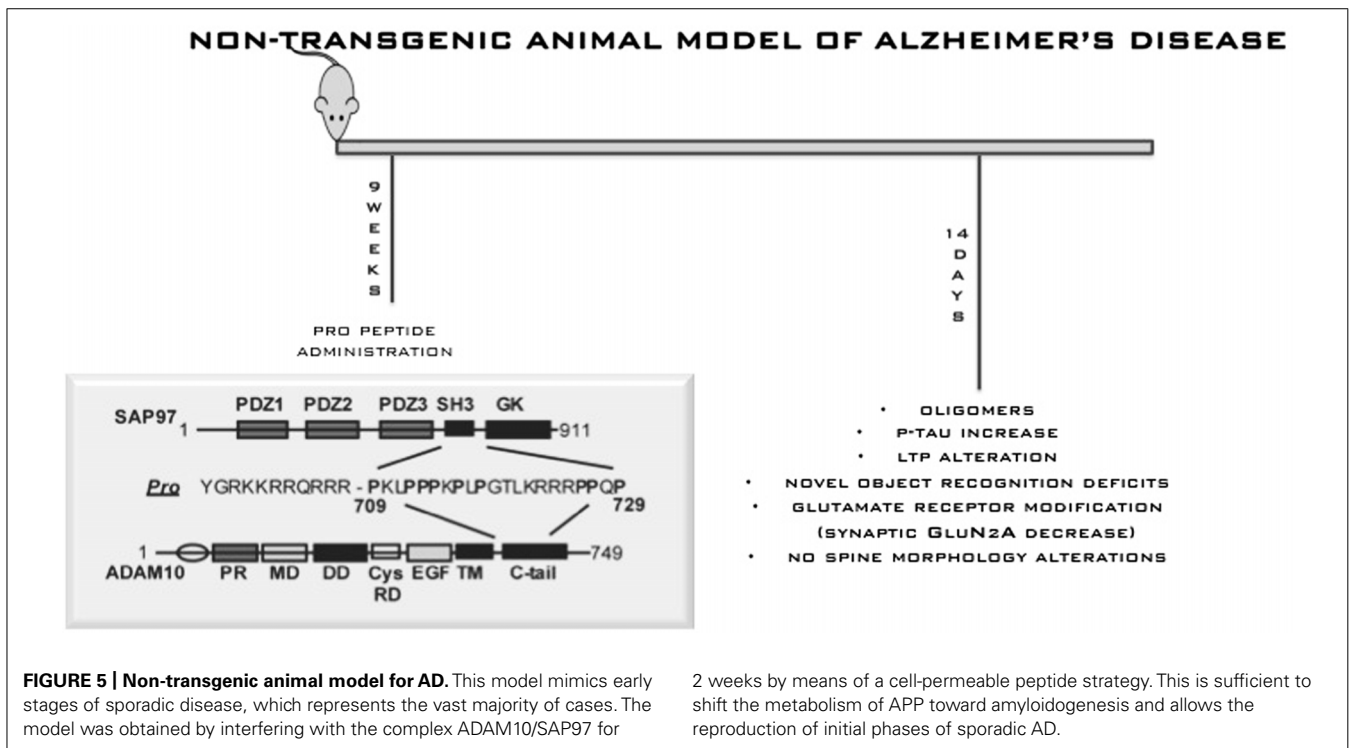 NON-TRANSGENIC ANIMAL MODEL OF ALZHEIMER'S DISEASE
9 WEEKS
14 DAYS
PRO PEPTIDE
ADMINISTRATION
PDZ1 PDZ2 PDZ3 SH3 GK
SAP97 1 911
Pro YGRKKRRQRRR - PKLPPPKPLPGTLKRRRPPQP
709 729
1 749
ADAM10 PR MD DD Cys EGF TM C-tail
RD
• OLIGOMERS
• P-TAU INCREASE
• LTP ALTERATION
• NOVEL OBJECT RECOGNITION DEFICITS
• GLUTAMATE RECEPTOR MODIFICATION
(SYNAPTIC GLUN2A DECREASE)
• NO SPINE MORPHOLOGY ALTERATIONS
FIGURE 5 | Non-transgenic animal model for AD. This model mimics early
stages of sporadic disease, which represents the vast majority of cases. The
model was obtained by interfering with the complex ADAM10/SAP97 for
2 weeks by means of a cell-permeable peptide strategy. This is sufficient to
shift the metabolism of APP toward amyloidogenesis and allows the
reproduction of initial phases of sporadic AD.